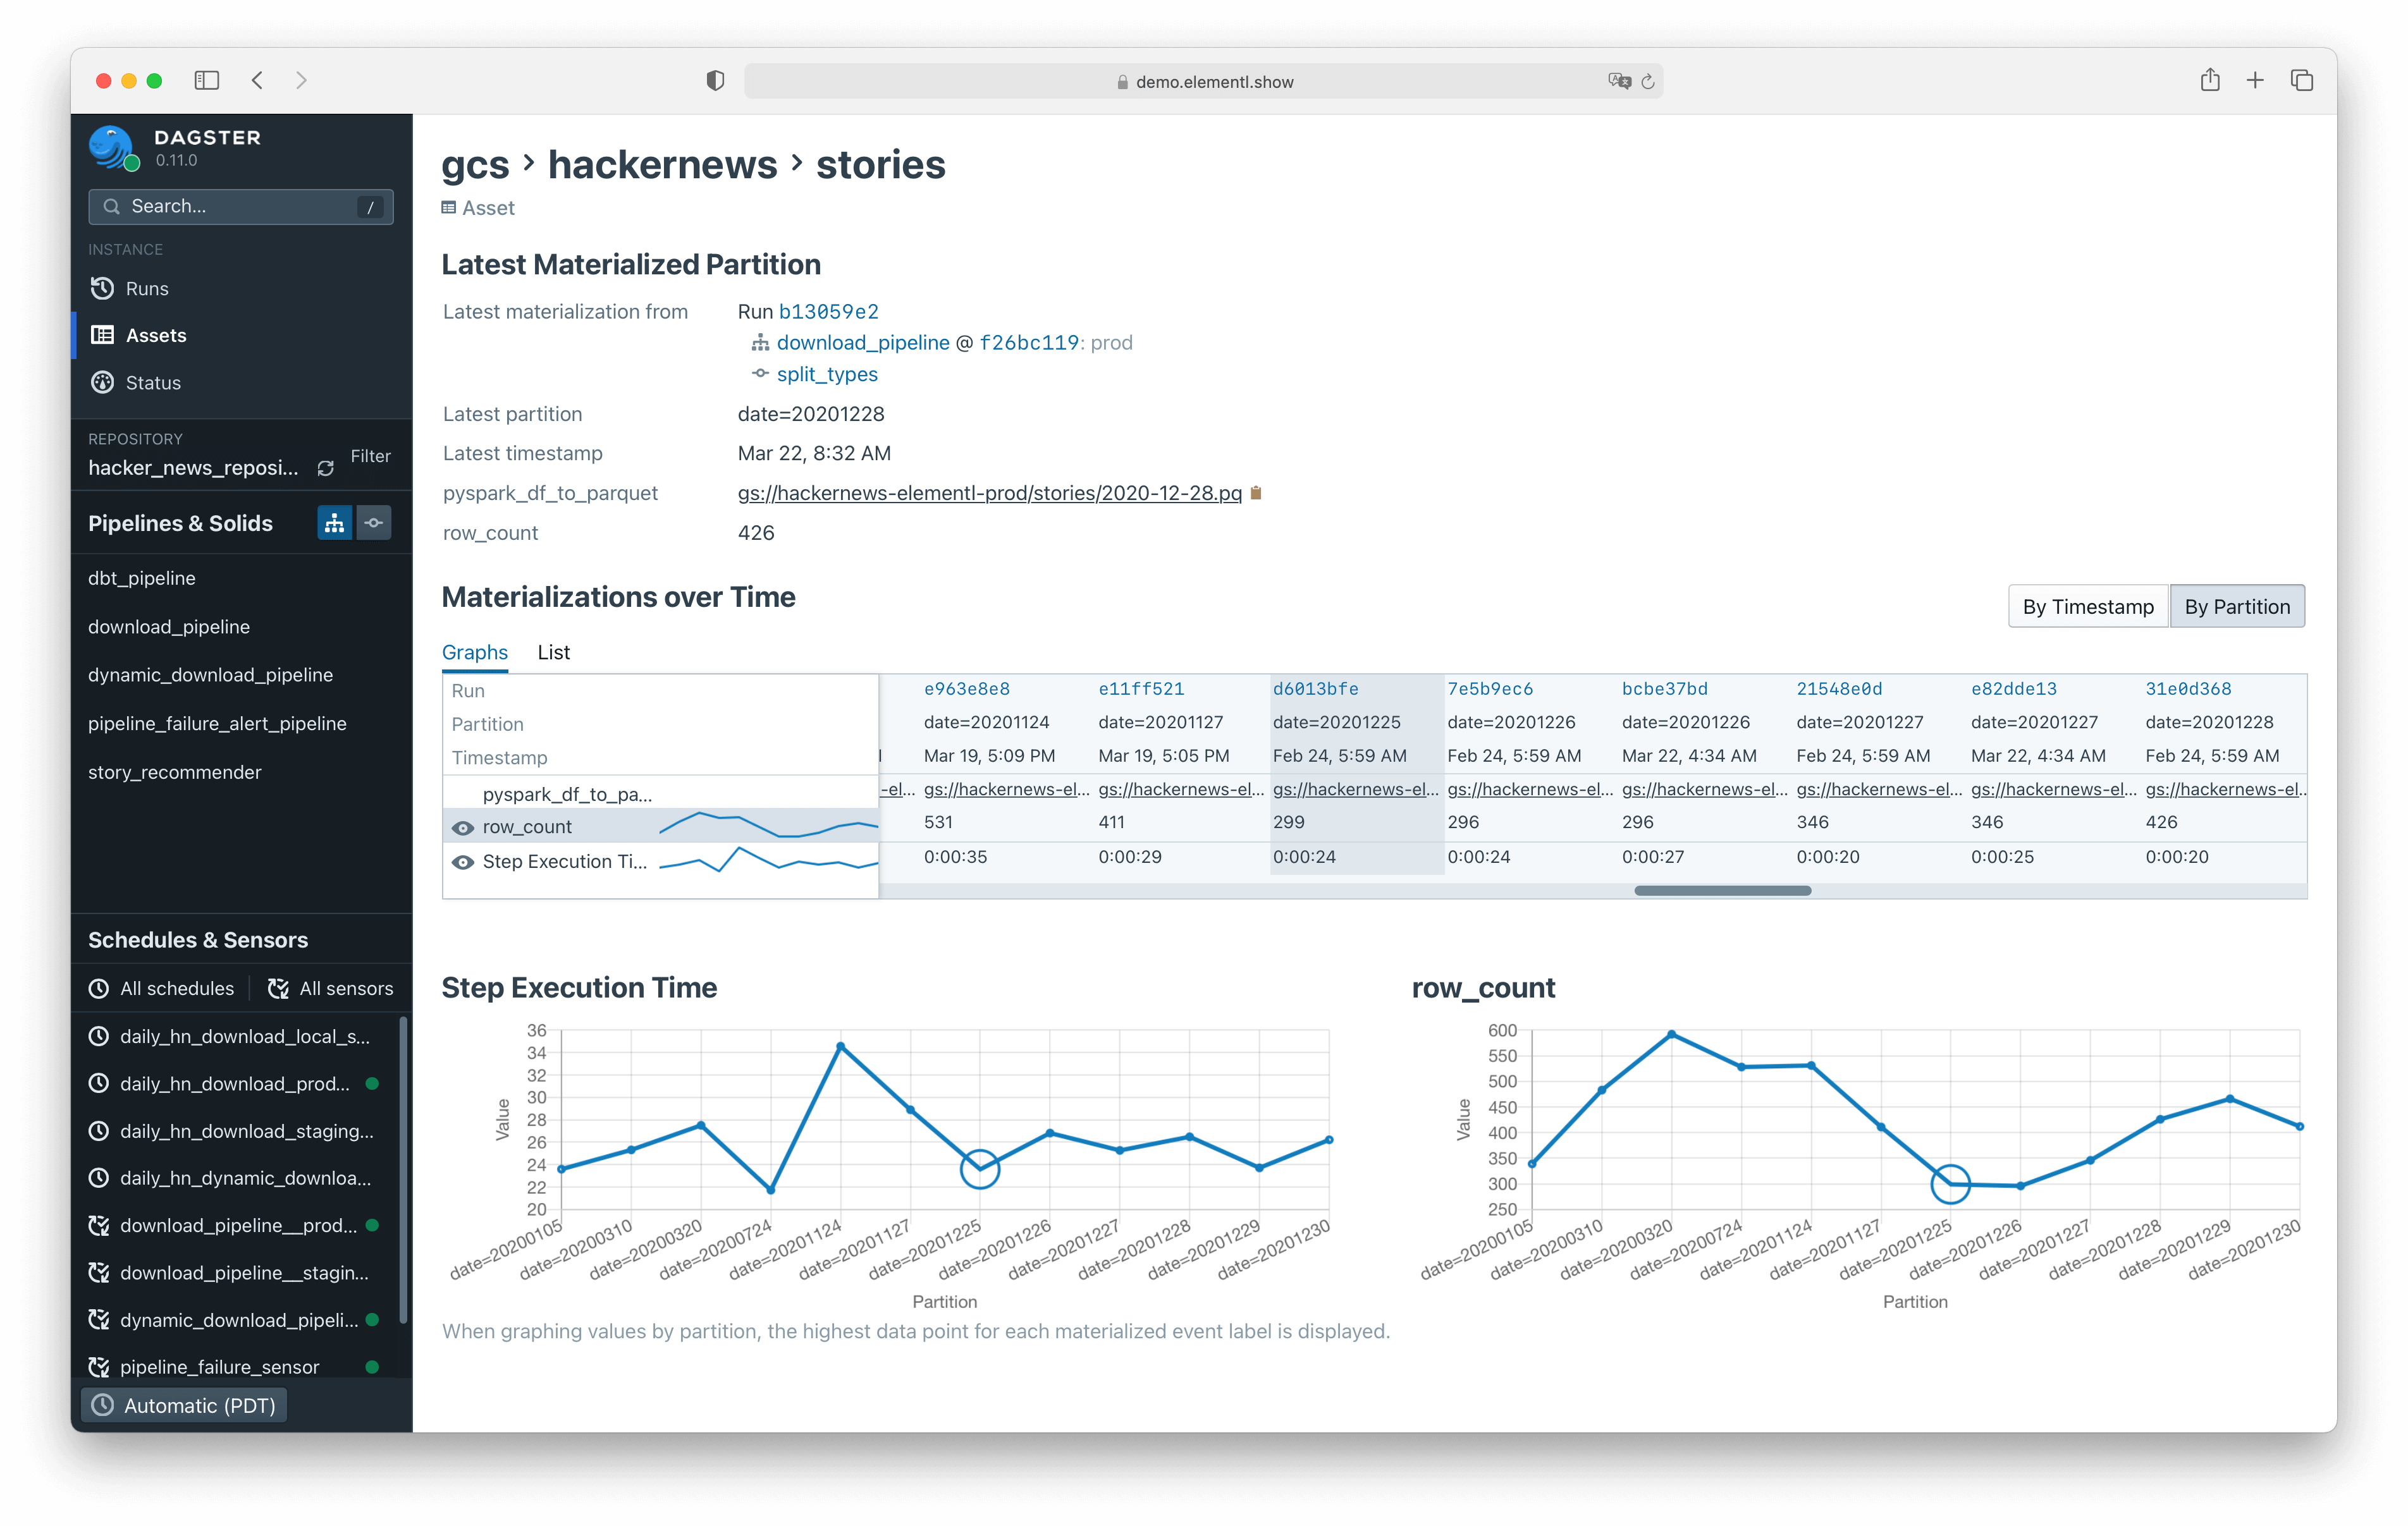 demo.elementl.show
DAGSTER
0.11.0
Search...
/
INSTANCE
Runs
Assets
Status
REPOSITORY
hacker_news_reposi...
Filter
Pipelines & Solids
dbt_pipeline
download_pipeline
dynamic_download_pipeline
pipeline_failure_alert_pipeline
story_recommender
Schedules & Sensors
All schedules
All sensors
daily_hn_download_local_s...
daily_hn_download_prod...
daily_hn_download_staging...
daily_hn_dynamic_downloa...
download_pipeline__prod...
download_pipeline__stagin...
dynamic_download_pipeli...
pipeline_failure_sensor
Automatic (PDT)
gcs > hackernews > stories
Asset
Latest Materialized Partition
Latest materialization from Run b13059e2
download_pipeline @ f26bc119: prod
split_types
Latest partition date=20201228
Latest timestamp Mar 22, 8:32 AM
pyspark_df_to_parquet gs://hackernews-elementl-prod/stories/2020-12-28.pq
row_count 426
Materializations over Time
By Timestamp By Partition
Graphs List
Run e963e8e8 e11ff521 d6013bfe 7e5b9ec6 bcbe37bd 21548e0d e82dde13 31e0d368
Partition date=20201124 date=20201127 date=20201225 date=20201226 date=20201226 date=20201227 date=20201227 date=20201228
Timestamp Mar 19, 5:09 PM Mar 19, 5:05 PM Feb 24, 5:59 AM Feb 24, 5:59 AM Mar 22, 4:34 AM Feb 24, 5:59 AM Mar 22, 4:34 AM Feb 24, 5:59 AM
pyspark_df_to_pa... -el... gs://hackernews-el... gs://hackernews-el... gs://hackernews-el... gs://hackernews-el... gs://hackernews-el... gs://hackernews-el... gs://hackernews-el... gs://hackernews-el..
row_count 531 411 299 296 296 346 346 426
Step Execution Ti... 0:00:35 0:00:29 0:00:24 0:00:24 0:00:27 0:00:20 0:00:25 0:00:20
Step Execution Time
36
34
32
30
28
26
24
22
20
Value
date=20200105 date=20200310 date=20200320 date=20200724 date=20201124 date=20201127 date=20201225 date=20201226 date=20201227 date=20201228 date=20201229 date=20201230
Partition
When graphing values by partition, the highest data point for each materialized event label is displayed.
row_count
600
550
500
450
400
350
300
250
Value
date=20200105 date=20200310 date=20200320 date=20200724 date=20201124 date=20201127 date=20201225 date=20201226 date=20201227 date=20201228 date=20201229 date=20201230
Partition